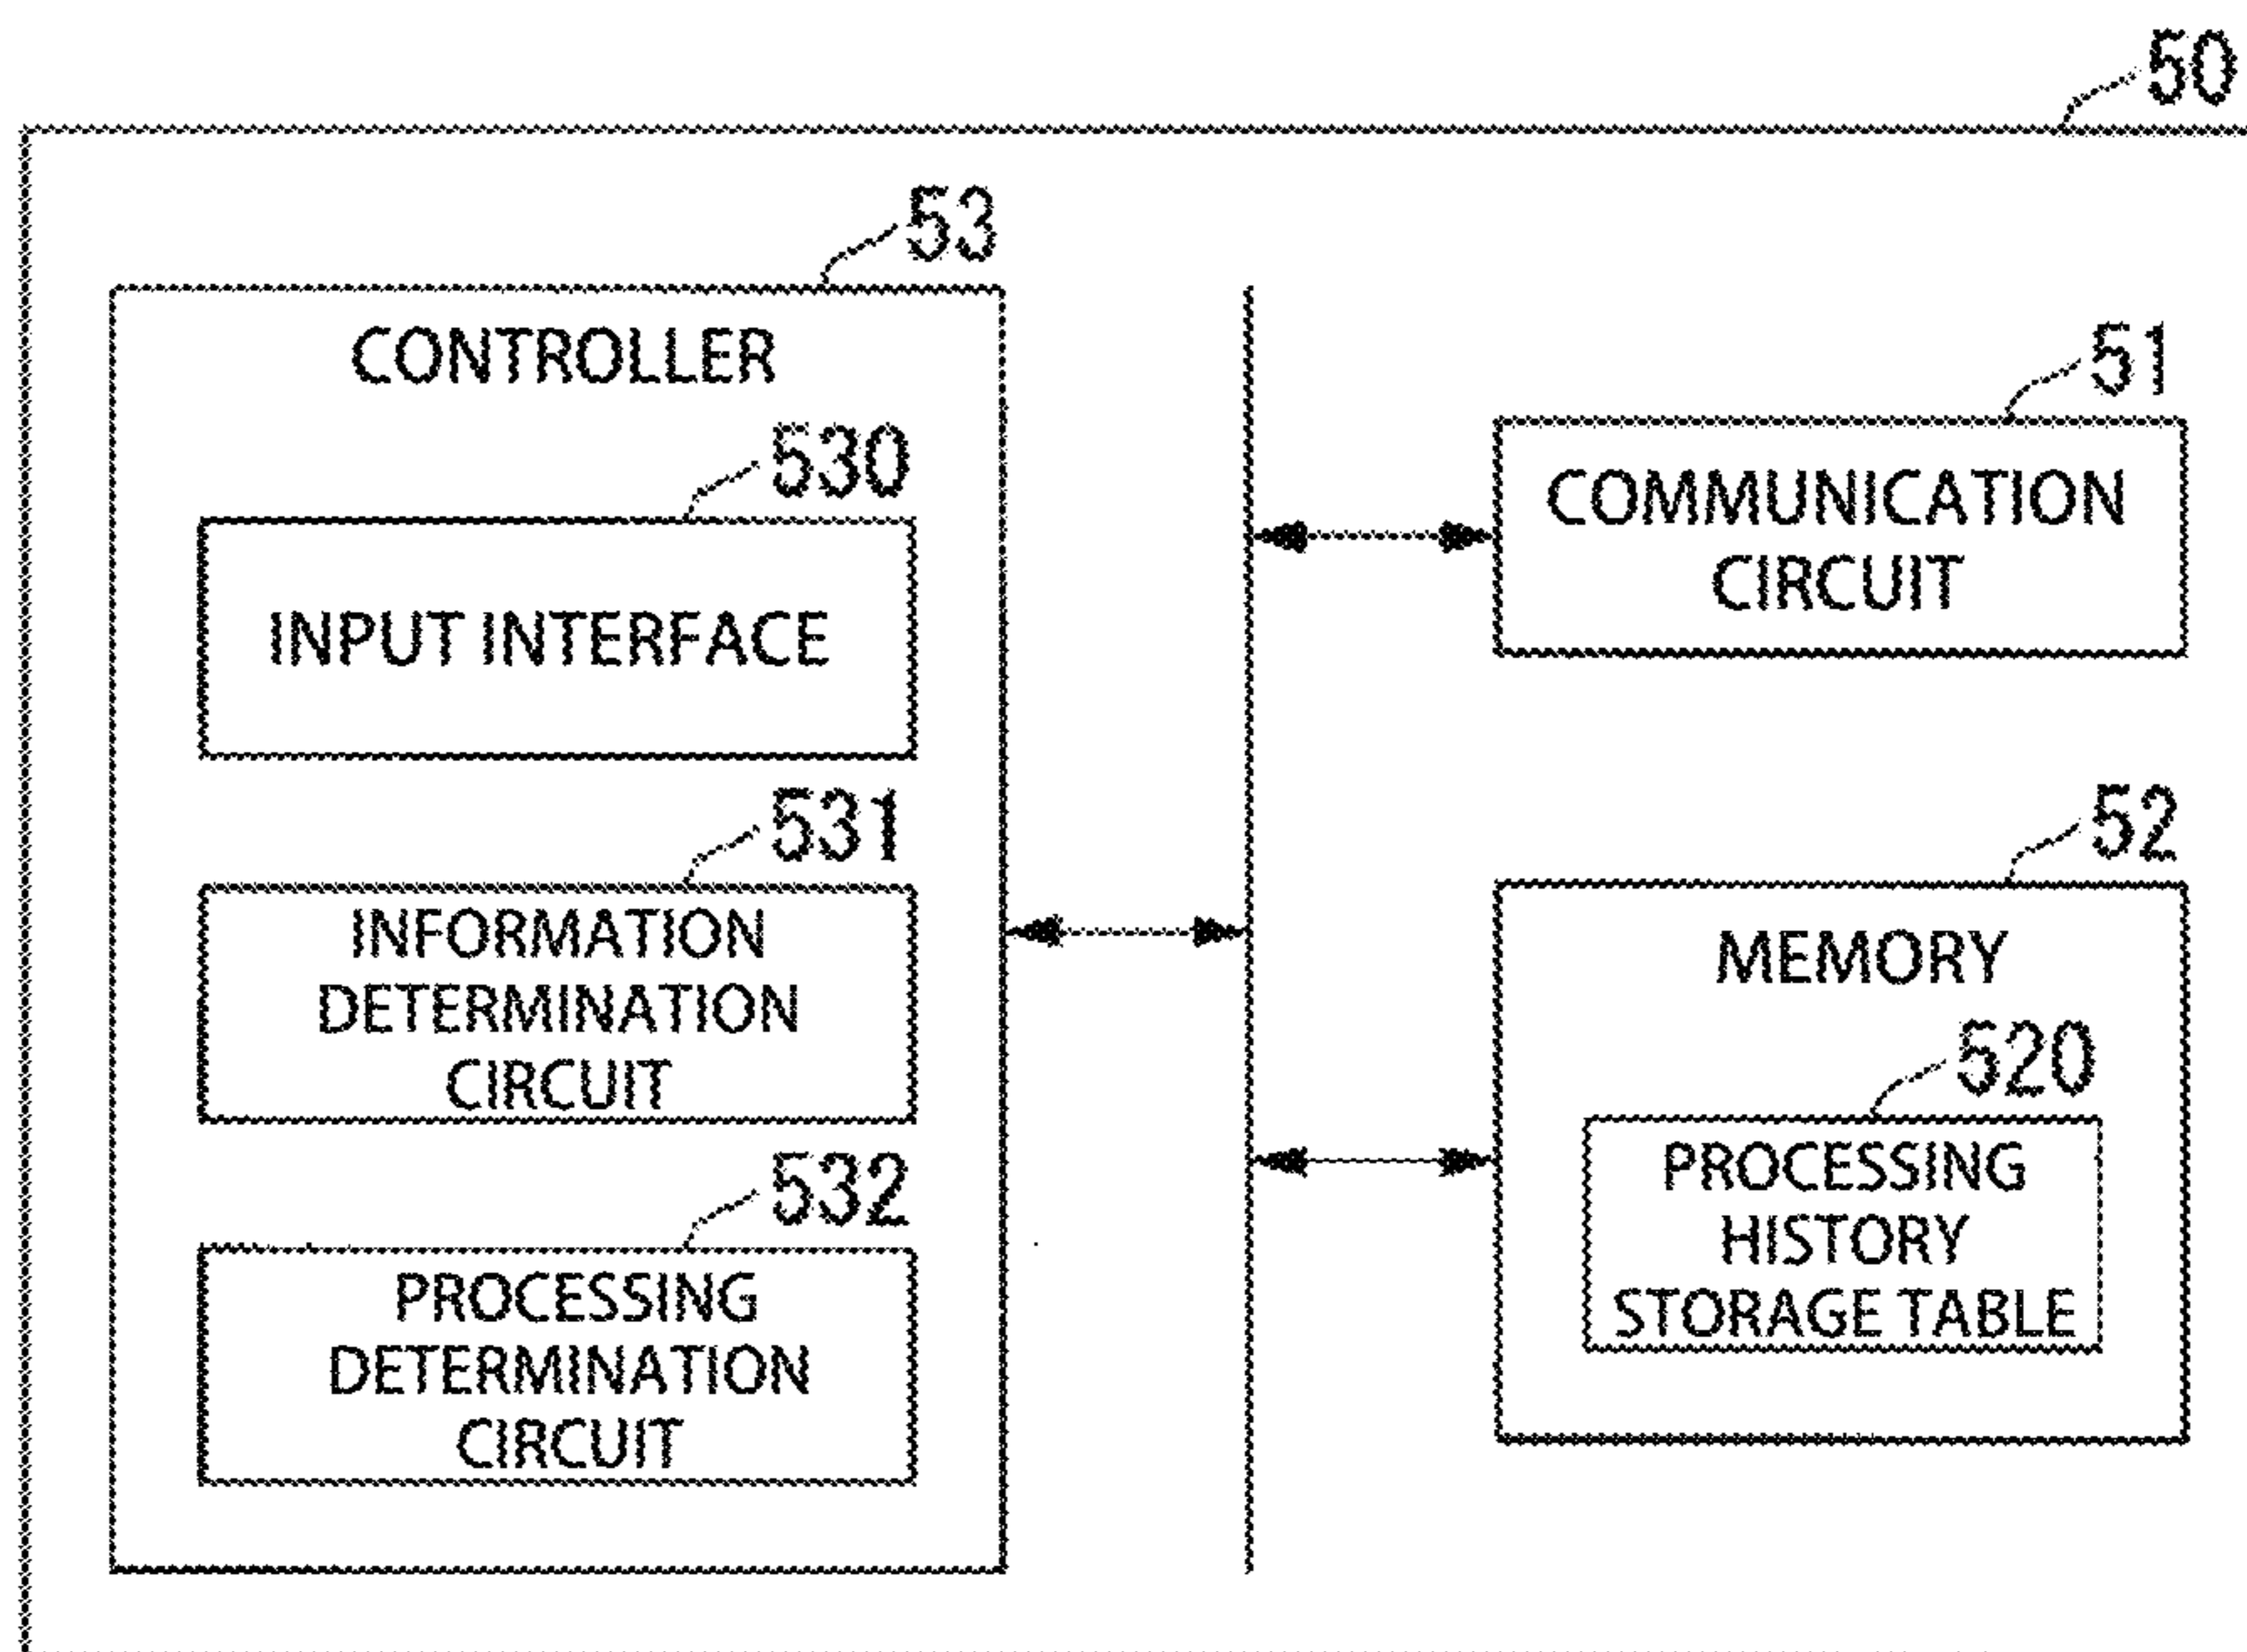 50
53
CONTROLLER
530
INPUT INTERFACE
531
INFORMATION
DETERMINATION
CIRCUIT
532
PROCESSING
DETERMINATION
CIRCUIT
51
COMMUNICATION
CIRCUIT
52
MEMORY
520
PROCESSING
HISTORY
STORAGE TABLE